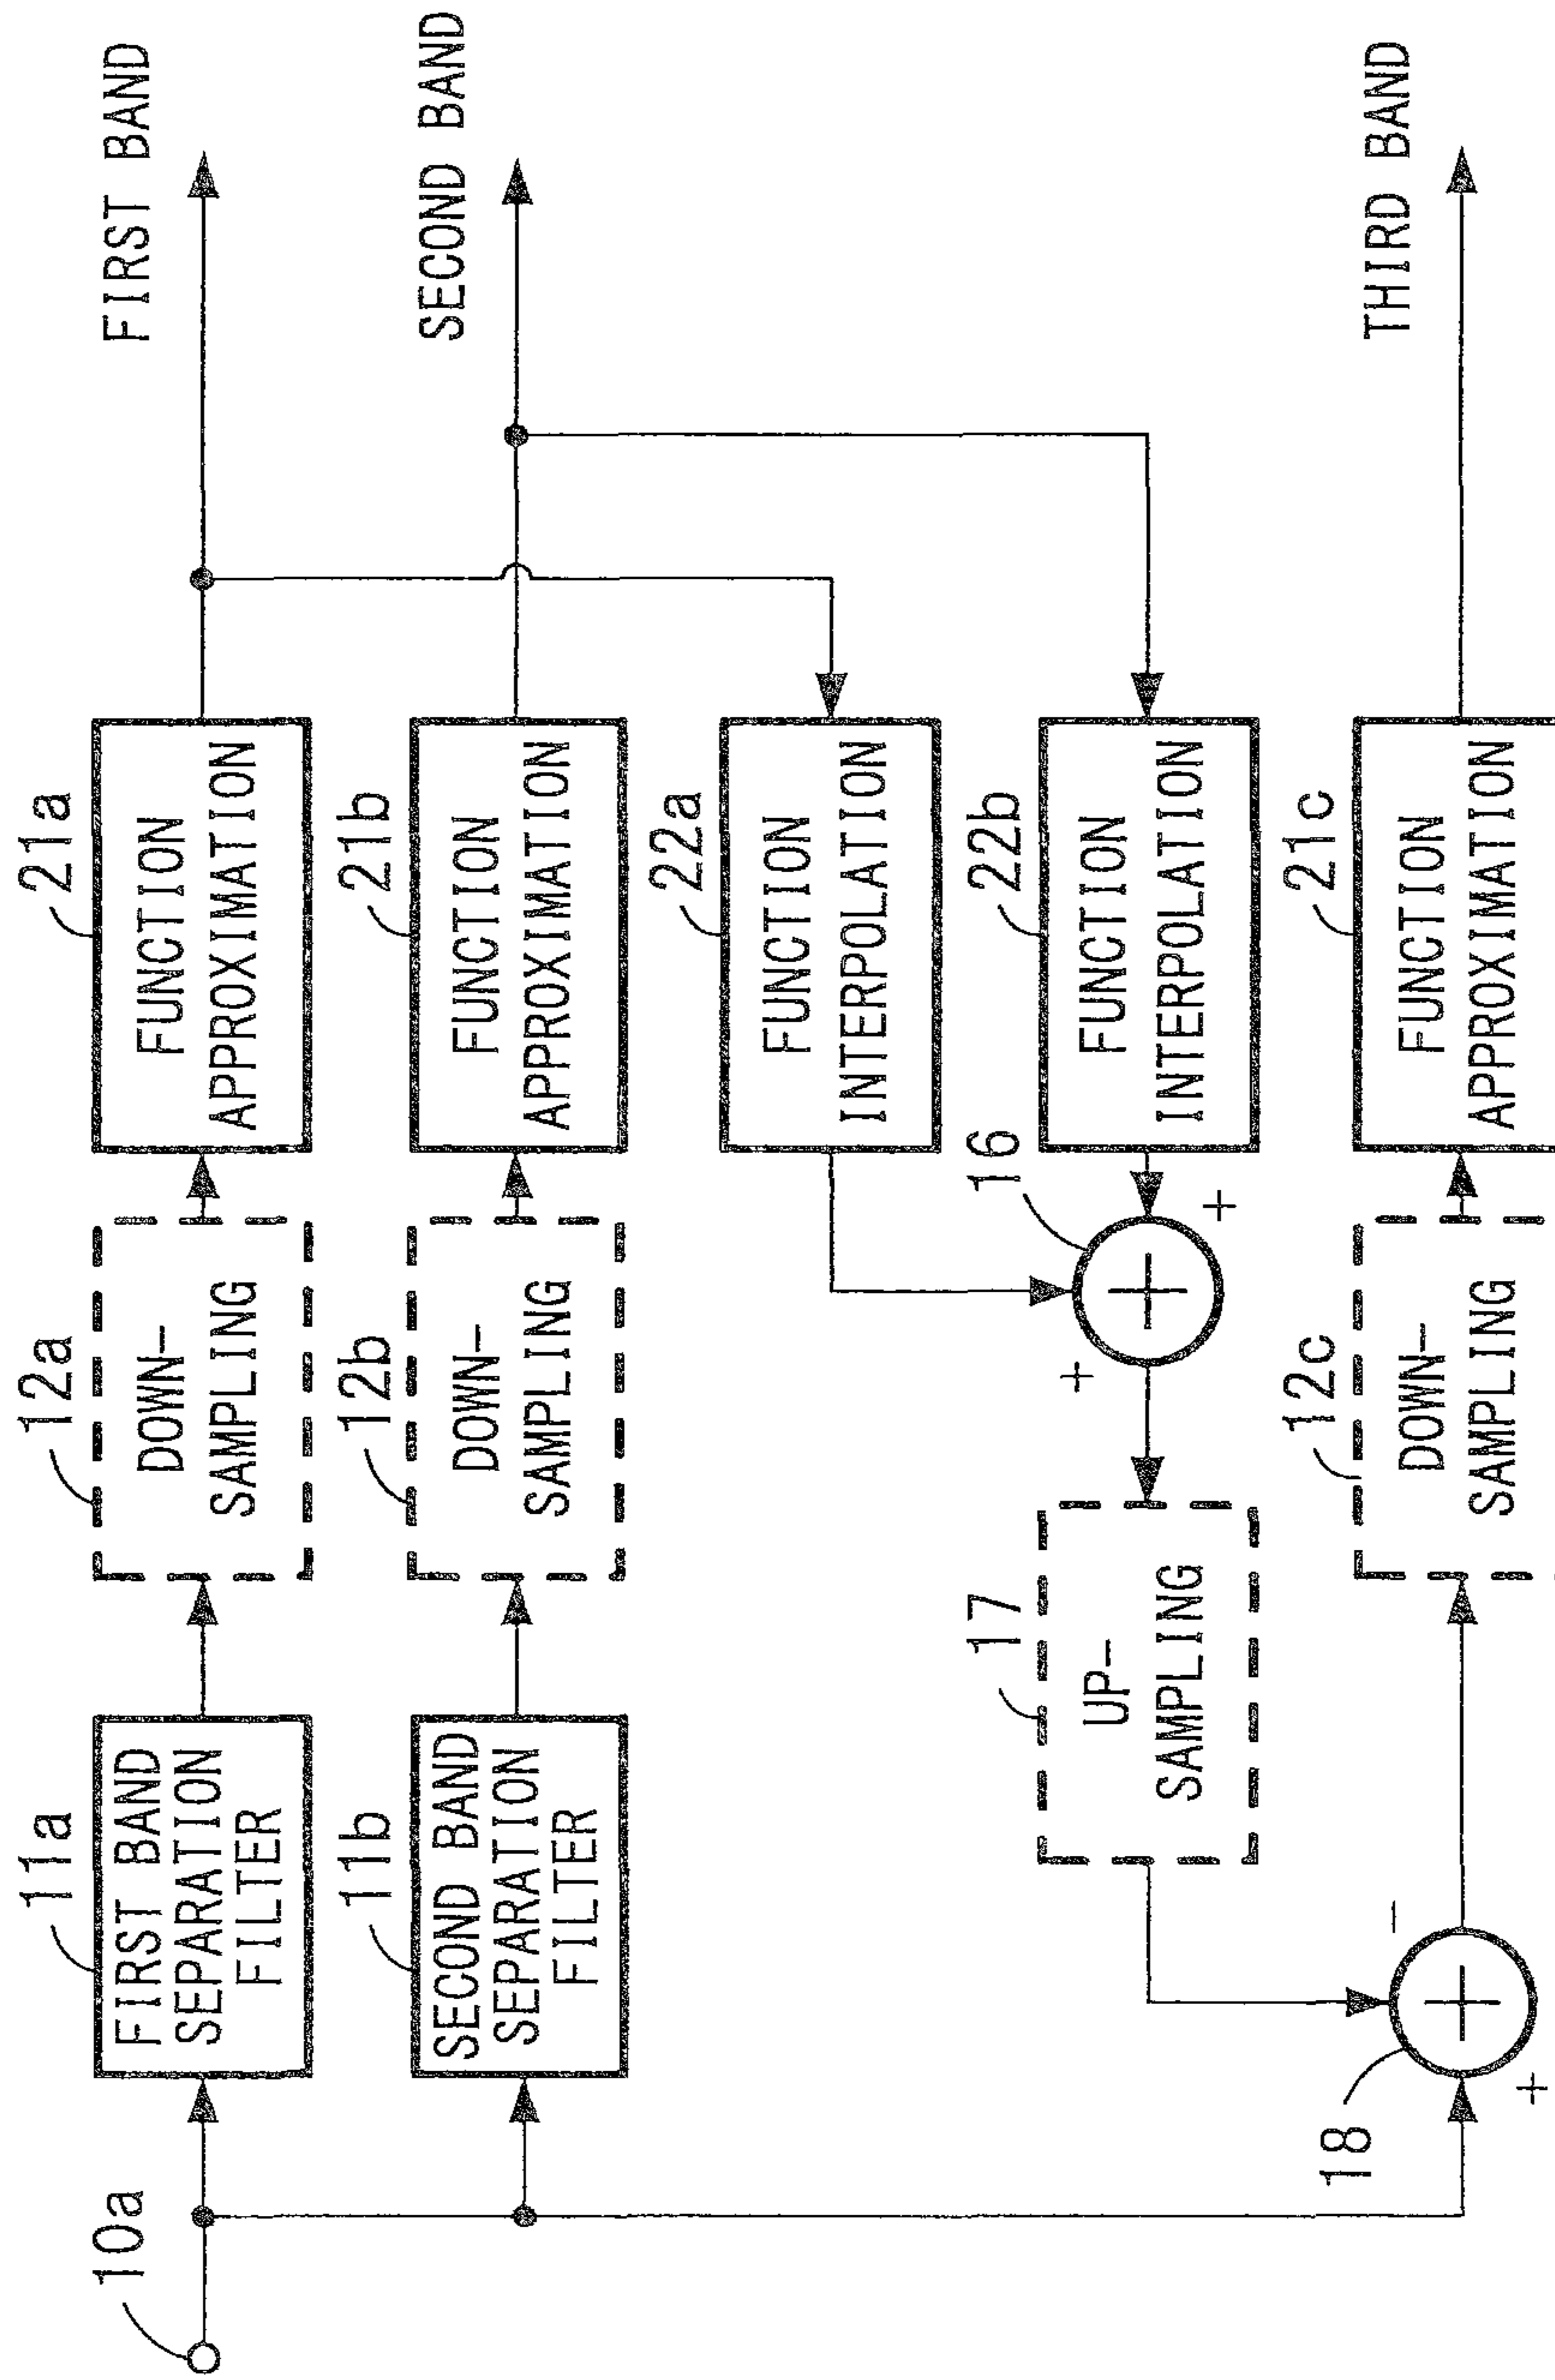 10a
11a
FIRST BAND
SEPARATION
FILTER
12a
DOWN-
SAMPLING
21a
FUNCTION
APPROXIMATION
FIRST BAND
11b
SECOND BAND
SEPARATION
FILTER
12b
DOWN-
SAMPLING
21b
FUNCTION
APPROXIMATION
SECOND BAND
22a
FUNCTION
INTERPOLATION
17
UP-
SAMPLING
16
+
+
+
22b
FUNCTION
INTERPOLATION
18
+
-
+
12c
DOWN-
SAMPLING
21c
FUNCTION
APPROXIMATION
THIRD BAND